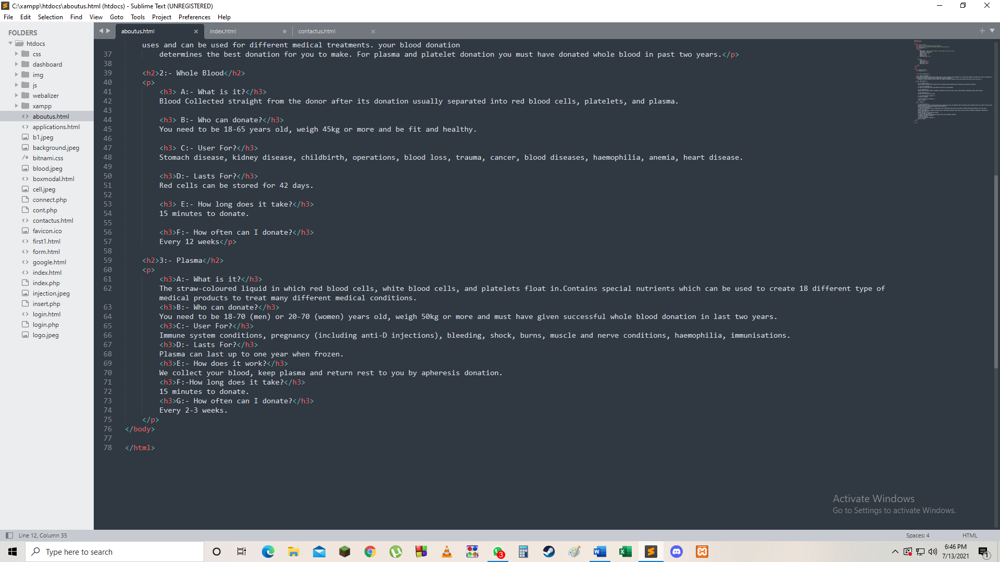 C:\xampp\htdocs\aboutus.html (htdocs) - Sublime Text (UNREGISTERED)
File Edit Selection Find View Goto Tools Project Preferences Help
FOLDERS
htdocs
css
dashboard
img
js
webalizer
xampp
aboutus.html
applications.html
b1.jpeg
background.jpeg
bitnami.css
blood.jpeg
boxmodal.html
cell.jpeg
connect.php
cont.php
contactus.html
favicon.ico
first1.html
form.html
google.html
index.html
index.php
injection.jpeg
insert.php
login.html
login.php
logo.jpeg
aboutus.html index.html contactus.html
uses and can be used for different medical treatments. your blood donation
37 determines the best donation for you to make. For plasma and platelet donation you must have donated whole blood in past two years.</p>
38
39 <h2>2:- Whole Blood</h2>
40 <p>
41 <h3> A:- What is it?</h3>
42 Blood Collected straight from the donor after its donation usually separated into red blood cells, platelets, and plasma.
43
44 <h3> B:- Who can donate?</h3>
45 You need to be 18-65 years old, weigh 45kg or more and be fit and healthy.
46
47 <h3> C:- User For?</h3>
48 Stomach disease, kidney disease, childbirth, operations, blood loss, trauma, cancer, blood diseases, haemophilia, anemia, heart disease.
49
50 <h3>D:- Lasts For?</h3>
51 Red cells can be stored for 42 days.
52
53 <h3> E:- How long does it take?</h3>
54 15 minutes to donate.
55
56 <h3>F:- How often can I donate?</h3>
57 Every 12 weeks</p>
58
59 <h2>3:- Plasma</h2>
60 <p>
61 <h3>A:- What is it?</h3>
62 The straw-coloured liquid in which red blood cells, white blood cells, and platelets float in.Contains special nutrients which can be used to create 18 different type of
medical products to treat many different medical conditions.
63 <h3>B:- Who can donate?</h3>
64 You need to be 18-70 (men) or 20-70 (women) years old, weigh 50kg or more and must have given successful whole blood donation in last two years.
65 <h3>C:- User For?</h3>
66 Immune system conditions, pregnancy (including anti-D injections), bleeding, shock, burns, muscle and nerve conditions, haemophilia, immunisations.
67 <h3>D:- Lasts For?</h3>
68 Plasma can last up to one year when frozen.
69 <h3>E:- How does it work?</h3>
70 We collect your blood, keep plasma and return rest to you by apheresis donation.
71 <h3>F:-How long does it take?</h3>
72 15 minutes to donate.
73 <h3>G:- How often can I donate?</h3>
74 Every 2-3 weeks.
75 </p>
76 </body>
77
78 </html>
Activate Windows
Go to Settings to activate Windows.
Line 12, Column 35 Spaces: 4 HTML
Type here to search
3
6:46 PM
7/13/2021
1